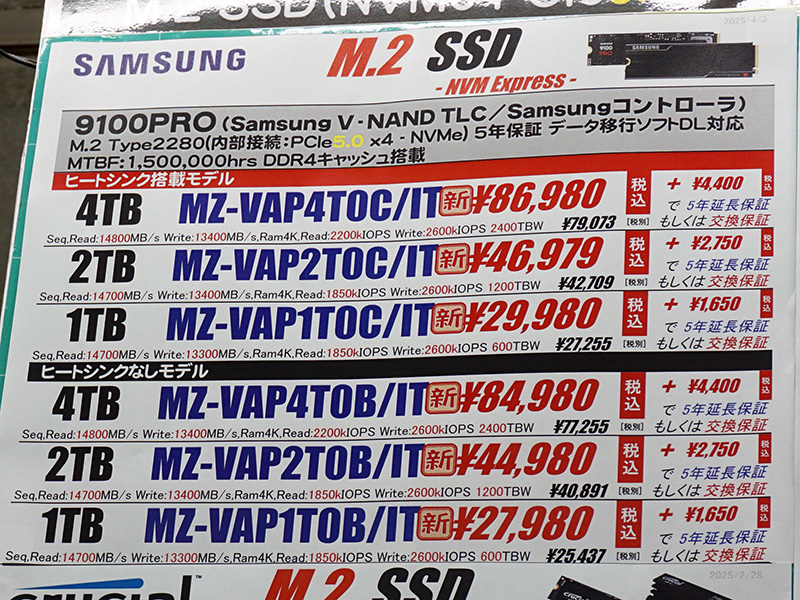 M.2 SSD(NVMe4 PCIe5
2025/4/3
SAMSUNG M.2 SSD
- NVM Express -
9100 PRO SAMSUNG
9100PRO (Samsung V-NAND TLC/Samsungコントローラ)
M.2 Type2280(内部接続:PCIe5.0 x4 - NVMe) 5年保証 データ移行ソフトDL対応
MTBF:1,500,000hrs DDR4キャッシュ搭載
ヒートシンク搭載モデル
4TB MZ-VAP4T0C/IT 新 ¥86,980 税込 + ¥4,400 税込
¥79,073 [税別] で 5年延長保証
Seq,Read:14800MB/s Write:13400MB/s,Ram4K,Read:2200kIOPS Write:2600kIOPS 2400TBW もしくは 交換保証
2TB MZ-VAP2T0C/IT 新 ¥46,979 税込 + ¥2,750 税込
¥42,709 [税別] で 5年延長保証
Seq,Read:14700MB/s Write:13400MB/s,Ram4K,Read:1850kIOPS Write:2600kIOPS 1200TBW もしくは 交換保証
1TB MZ-VAP1T0C/IT 新 ¥29,980 税込 + ¥1,650 税込
¥27,255 [税別] で 5年延長保証
Seq,Read:14700MB/s Write:13300MB/s,Ram4K,Read:1850kIOPS Write:2600kIOPS 600TBW もしくは 交換保証
ヒートシンクなしモデル
4TB MZ-VAP4T0B/IT 新 ¥84,980 税込 + ¥4,400 税込
¥77,255 [税別] で 5年延長保証
Seq,Read:14800MB/s Write:13400MB/s,Ram4K,Read:2200kIOPS Write:2600kIOPS 2400TBW もしくは 交換保証
2TB MZ-VAP2T0B/IT 新 ¥44,980 税込 + ¥2,750 税込
¥40,891 [税別] で 5年延長保証
Seq,Read:14700MB/s Write:13400MB/s,Ram4K,Read:1850kIOPS Write:2600kIOPS 1200TBW もしくは 交換保証
1TB MZ-VAP1T0B/IT 新 ¥27,980 税込 + ¥1,650 税込
¥25,437 [税別] で 5年延長保証
Seq,Read:14700MB/s Write:13300MB/s,Ram4K,Read:1850kIOPS Write:2600kIOPS 600TBW もしくは 交換保証
2025/2/28
crucial M.2 SSD